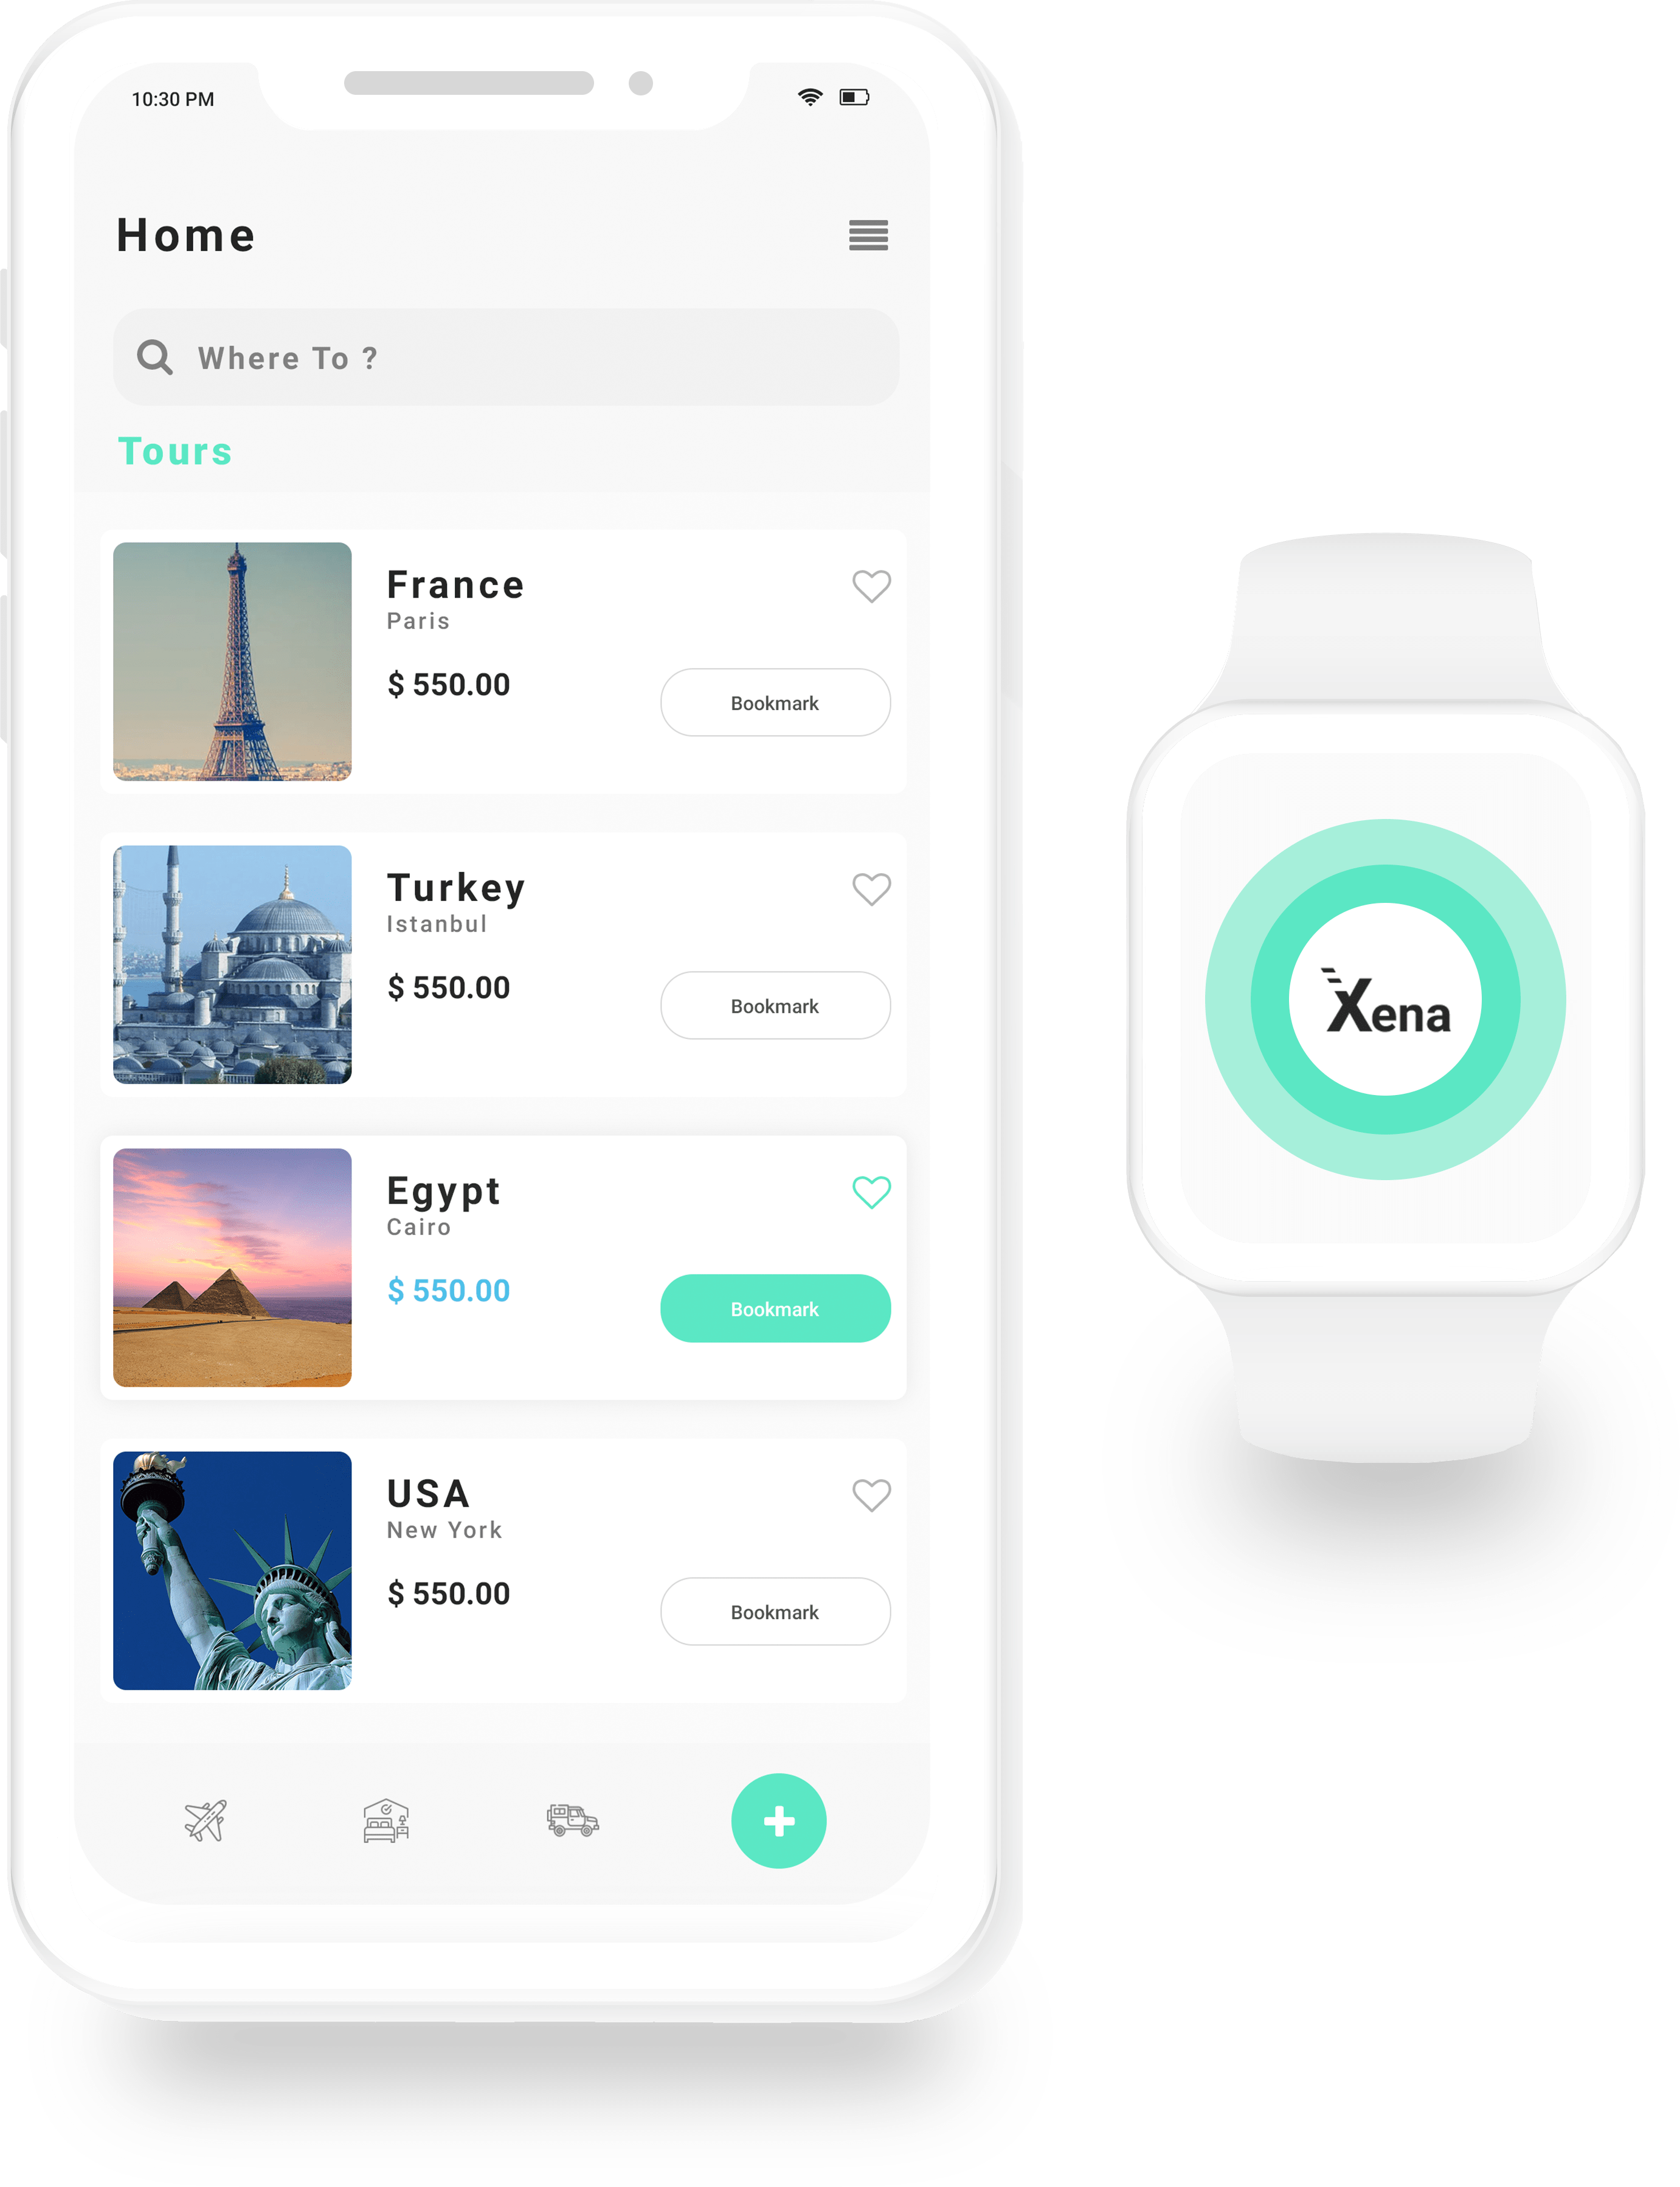 10:30 PM
Home
Where To ?
Tours
France
Paris
$ 550.00
Bookmark
Turkey
Istanbul
$ 550.00
Bookmark
Egypt
Cairo
$ 550.00
Bookmark
USA
New York
$ 550.00
Bookmark
Xena